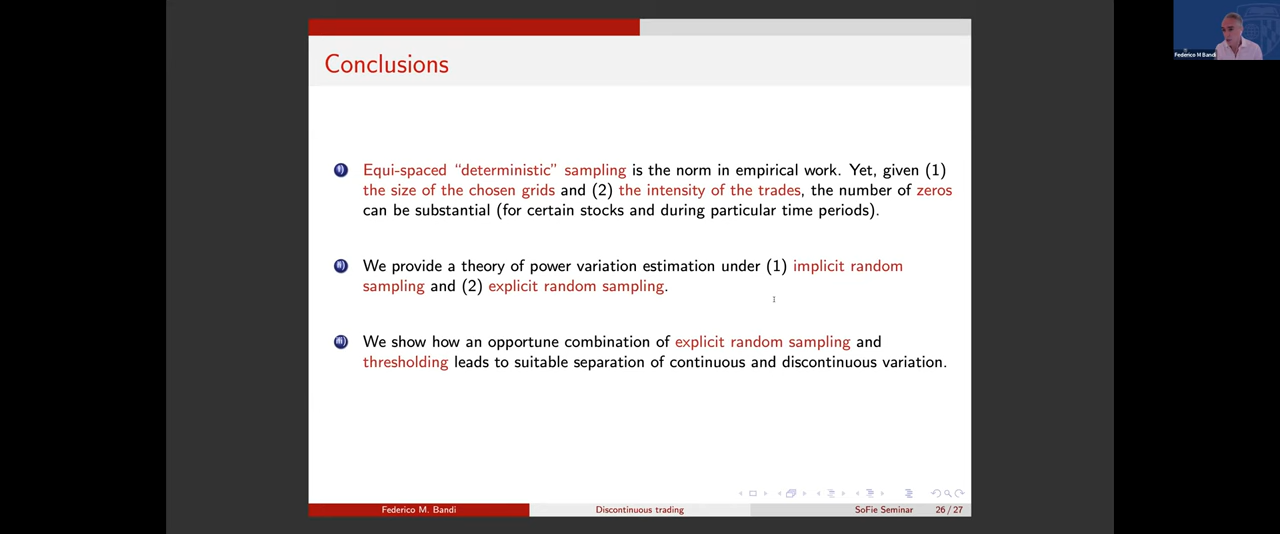 Conclusions
i) Equi-spaced “deterministic” sampling is the norm in empirical work. Yet, given (1)
the size of the chosen grids and (2) the intensity of the trades, the number of zeros
can be substantial (for certain stocks and during particular time periods).
ii) We provide a theory of power variation estimation under (1) implicit random
sampling and (2) explicit random sampling.
iii) We show how an opportune combination of explicit random sampling and
thresholding leads to suitable separation of continuous and discontinuous variation.
Federico M. Bandi
Discontinuous trading
SoFie Seminar
26 / 27
Federico M Bandi